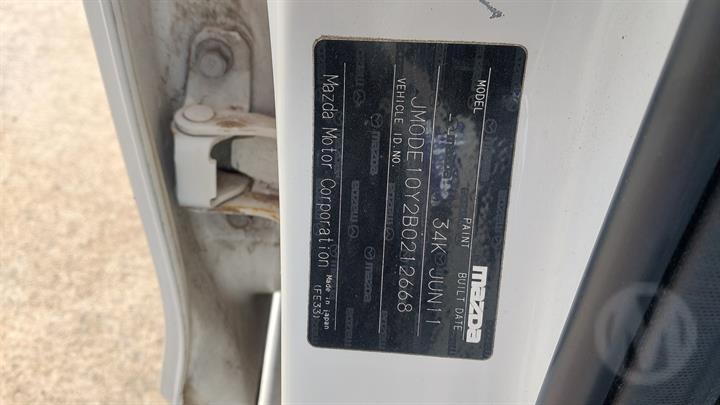 mazda
MODEL PAINT BUILT DATE
34K JUN11
JM0DE10Y2B0212668
VEHICLE ID.NO.
Mazda Motor Corporation Made in Japan
(FE33)